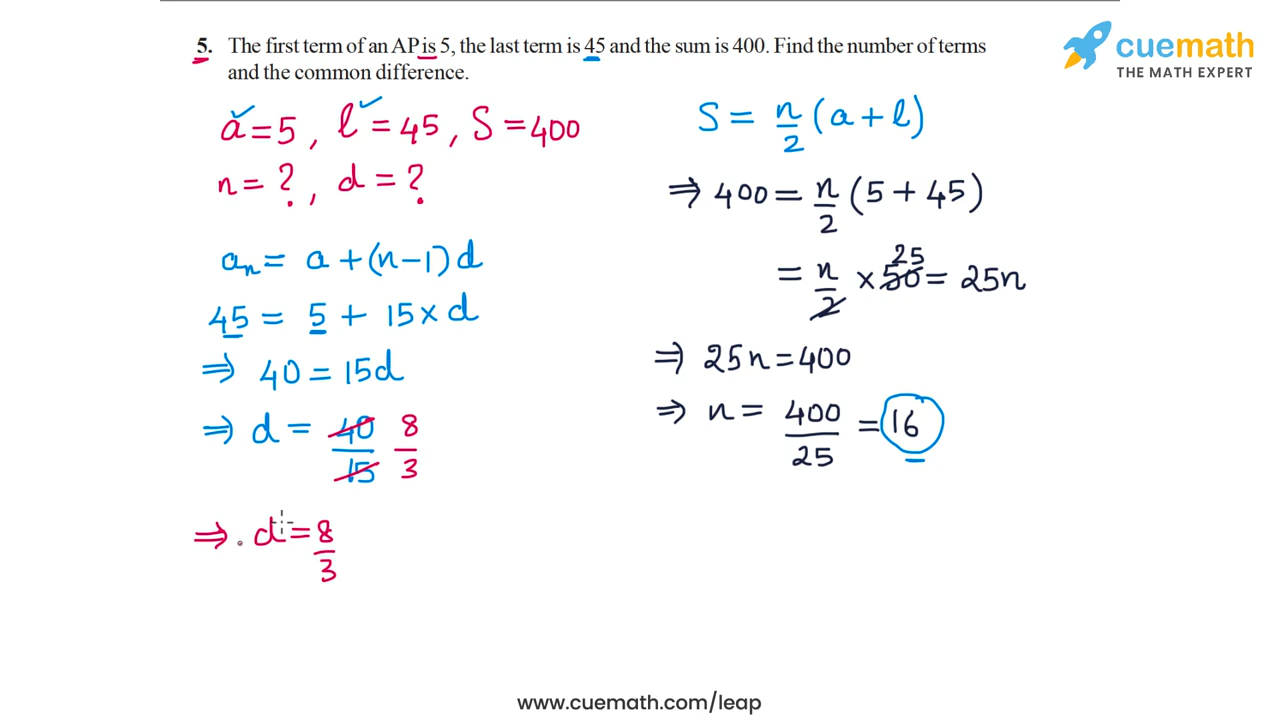 5. The first term of an AP is 5, the last term is 45 and the sum is 400. Find the number of terms
and the common difference.
cuemath
THE MATH EXPERT
a = 5, l = 45, S = 400
n = ?, d = ?
aₙ = a + (n − 1) d
45 = 5 + 15 × d
⇒ 40 = 15d
⇒ d = 40/15 8/3
⇒ . d = 8/3
S = n/2 (a + l)
⇒ 400 = n/2 (5 + 45)
= n/2 × 50 25 = 25n
⇒ 25n = 400
⇒ n = 400/25 = 16
www.cuemath.com/leap